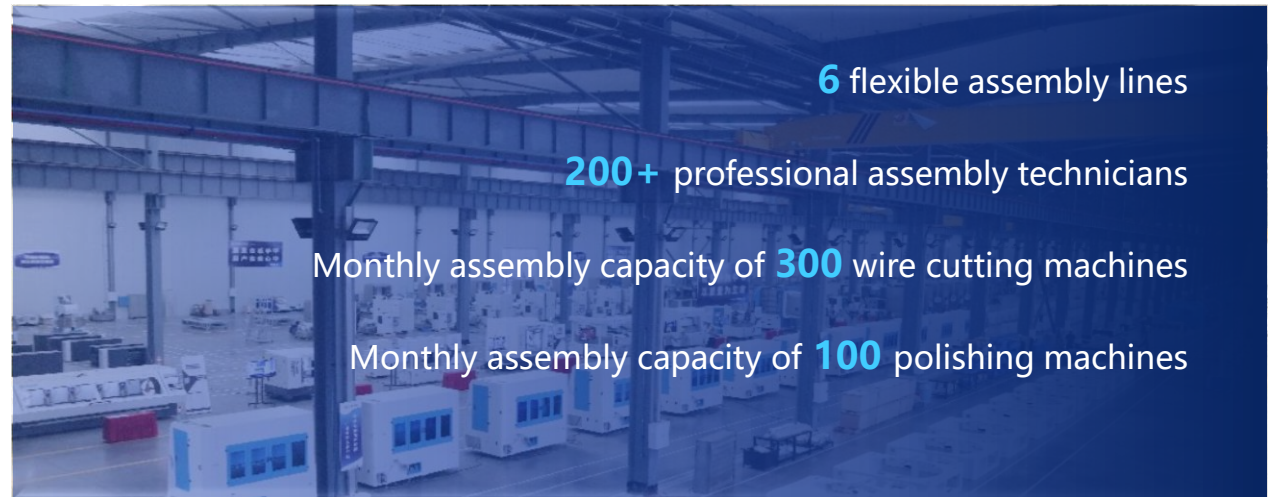 6 flexible assembly lines
200+ professional assembly technicians
Monthly assembly capacity of 300 wire cutting machines
Monthly assembly capacity of 100 polishing machines